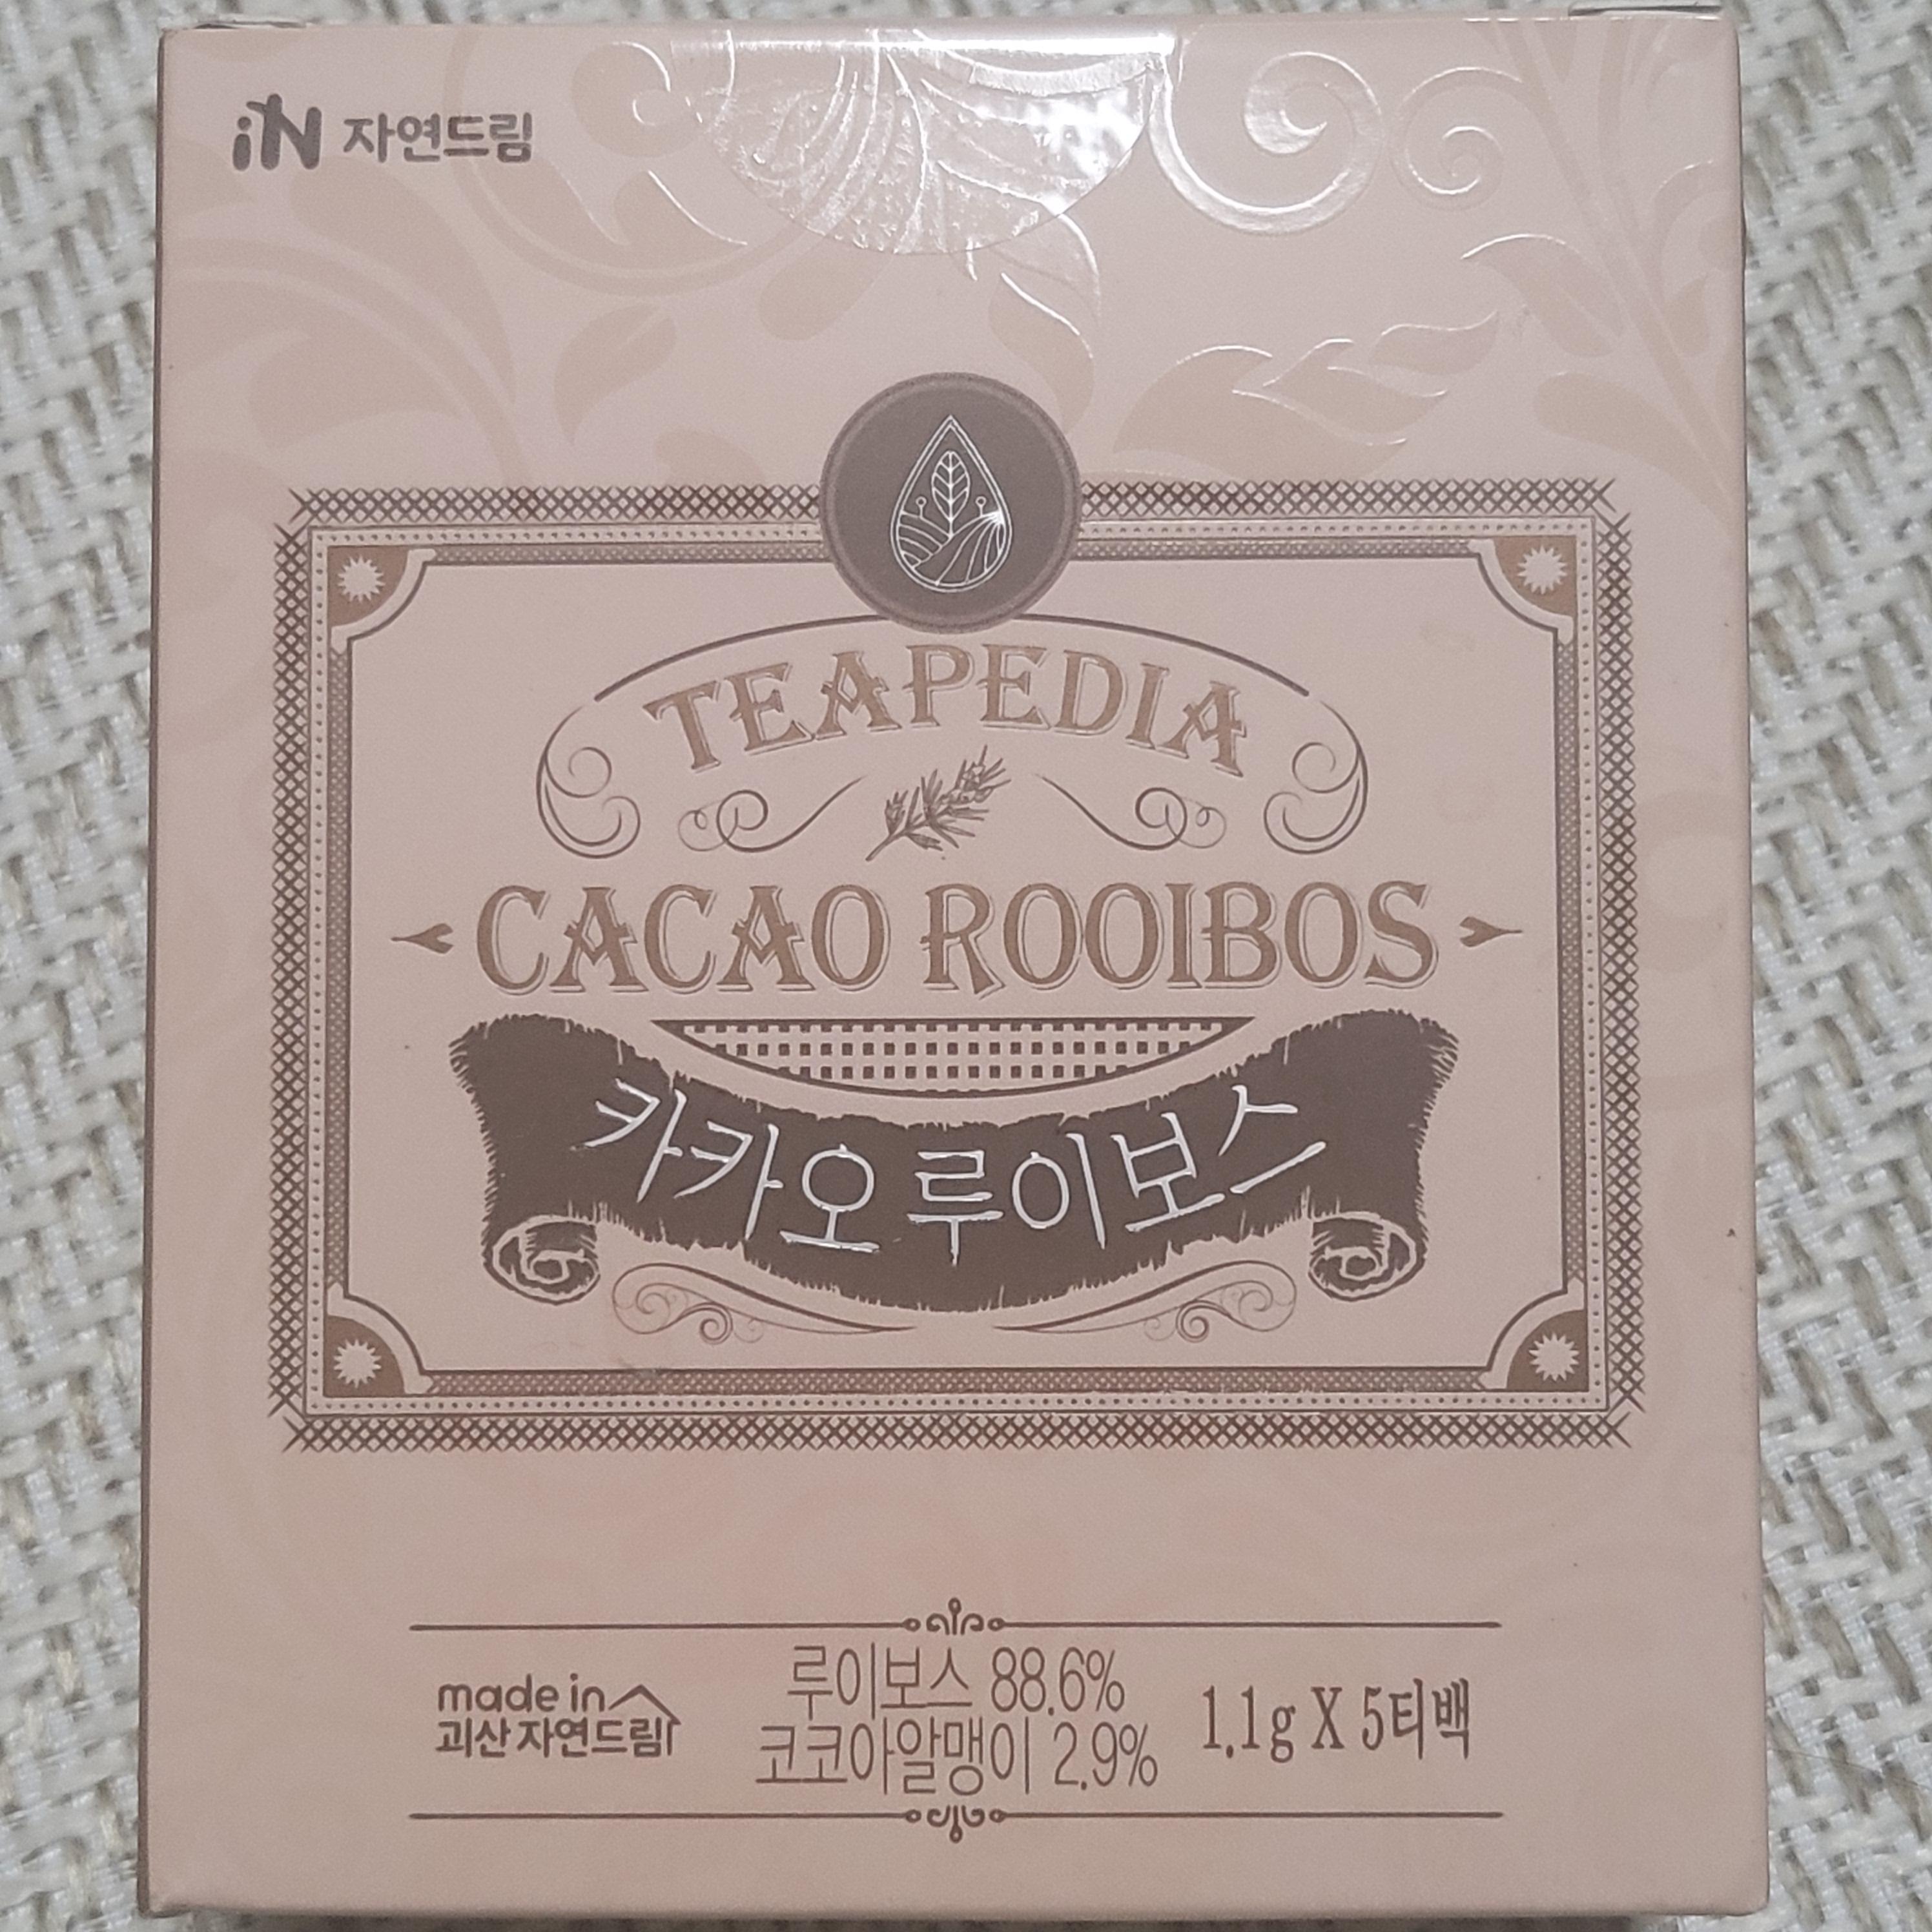 iN 자연드림
TEAPEDIA
CACAO ROOIBOS
카카오 루이보스
made in
괴산 자연드림
루이보스 88.6%
코코아알맹이 2.9%
1.1g X 5티백